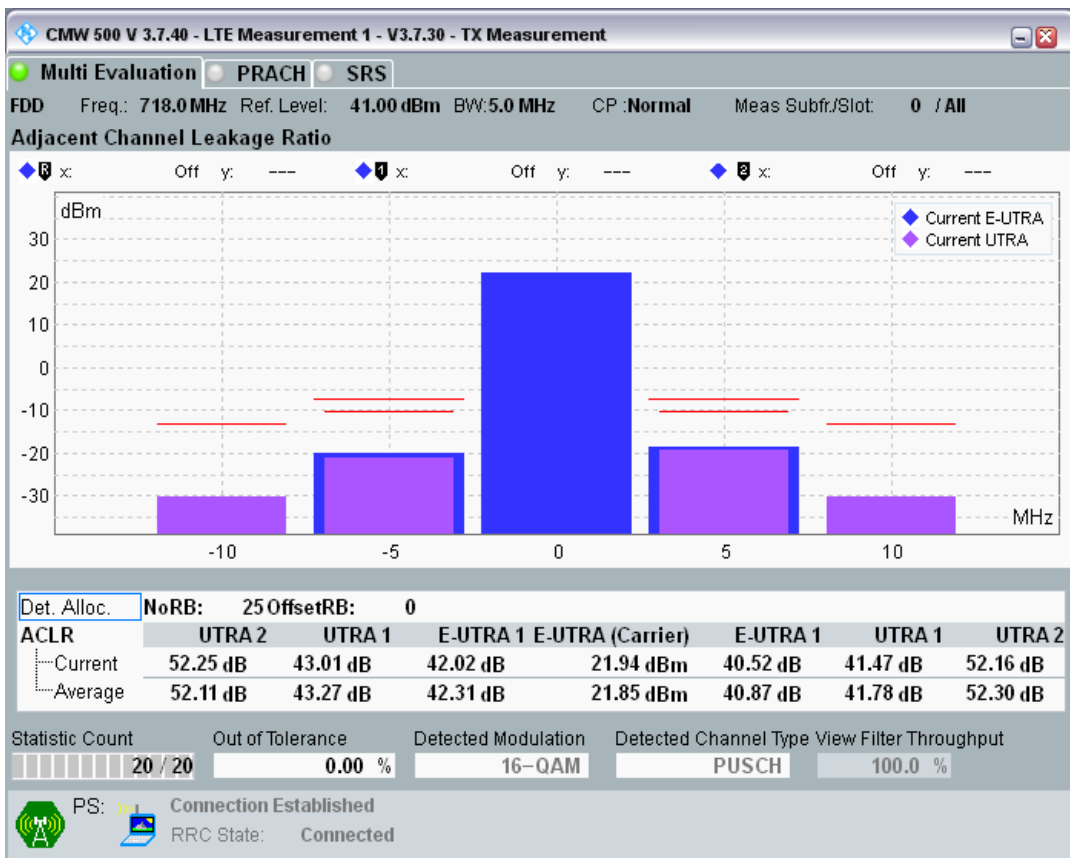 CMW 500 V 3.7.40 - LTE Measurement 1 - V3.7.30 - TX Measurement
Multi Evaluation PRACH SRS
FDD Freq.: 718.0 MHz Ref. Level: 41.00 dBm BW:5.0 MHz CP :Normal Meas Subfr./Slot: 0 / All
Adjacent Channel Leakage Ratio
R x: Off y: --- 1 x: Off y: --- 2 x: Off y: ---
dBm
Current E-UTRA
Current UTRA
30
20
10
0
-10
-20
-30
MHz
-10 -5 0 5 10
Det. Alloc. NoRB: 25 OffsetRB: 0
ACLR UTRA 2 UTRA 1 E-UTRA 1 E-UTRA (Carrier) E-UTRA 1 UTRA 1 UTRA 2
Current 52.25 dB 43.01 dB 42.02 dB 21.94 dBm 40.52 dB 41.47 dB 52.16 dB
Average 52.11 dB 43.27 dB 42.31 dB 21.85 dBm 40.87 dB 41.78 dB 52.30 dB
Statistic Count Out of Tolerance Detected Modulation Detected Channel Type View Filter Throughput
20 / 20 0.00 % 16-QAM PUSCH 100.0 %
PS: Connection Established
RRC State: Connected